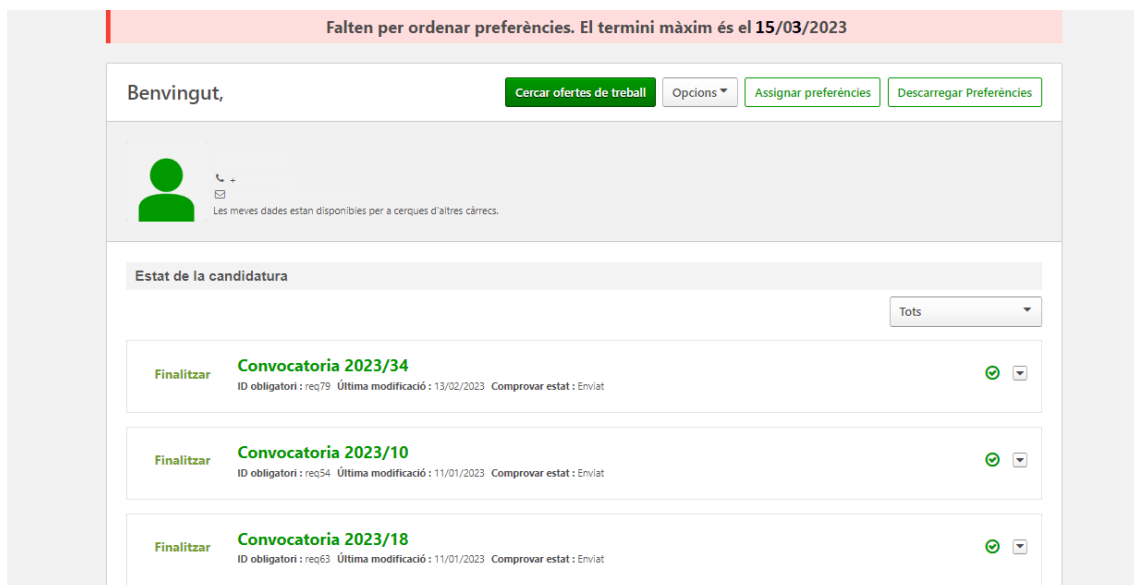 Falten per ordenar preferències. El termini màxim és el 15/03/2023
Benvingut,
Cercar ofertes de treball
Opcions
Assignar preferències
Descarregar Preferències
+
Les meves dades estan disponibles per a cerques d'altres càrrecs.
Estat de la candidatura
Tots
Finalitzar
Convocatoria 2023/34
ID obligatori : req79 Última modificació : 13/02/2023 Comprovar estat : Enviat
Finalitzar
Convocatoria 2023/10
ID obligatori : req54 Última modificació : 11/01/2023 Comprovar estat : Enviat
Finalitzar
Convocatoria 2023/18
ID obligatori : req63 Última modificació : 11/01/2023 Comprovar estat : Enviat